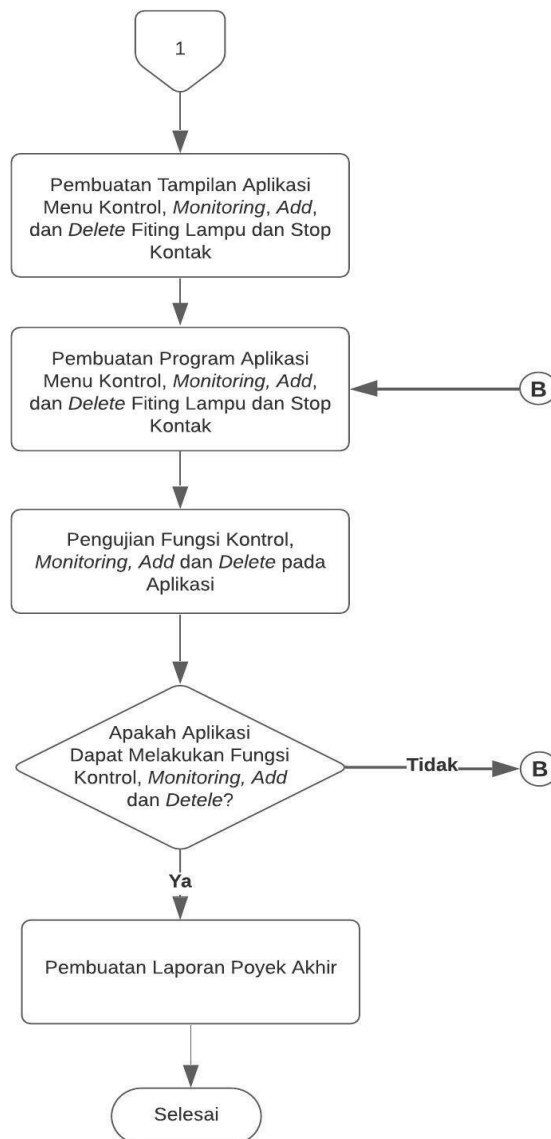 1
Pembuatan Tampilan Aplikasi
Menu Kontrol, Monitoring, Add,
dan Delete Fiting Lampu dan Stop
Kontak
Pembuatan Program Aplikasi
Menu Kontrol, Monitoring, Add,
dan Delete Fiting Lampu dan Stop
Kontak
B
Pengujian Fungsi Kontrol,
Monitoring, Add dan Delete pada
Aplikasi
Apakah Aplikasi
Dapat Melakukan Fungsi
Kontrol, Monitoring, Add
dan Detele?
Tidak
B
Ya
Pembuatan Laporan Poyek Akhir
Selesai